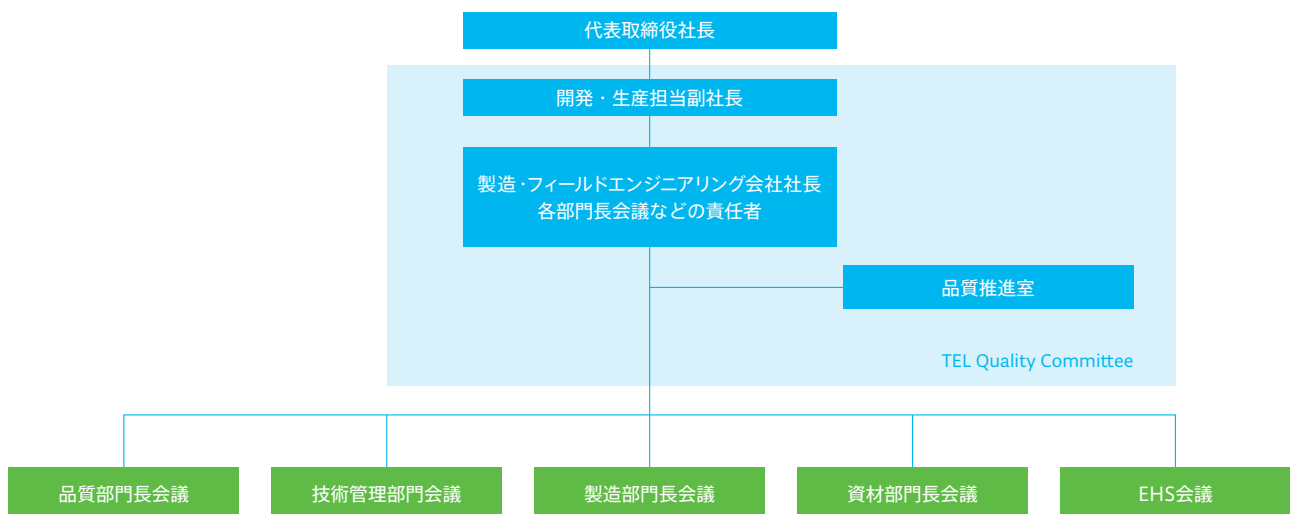 代表取締役社長
開発・生産担当副社長
製造・フィールドエンジニアリング会社社長
各部門長会議などの責任者
品質推進室
TEL Quality Committee
品質部門長会議
技術管理部門会議
製造部門長会議
資材部門長会議
EHS会議